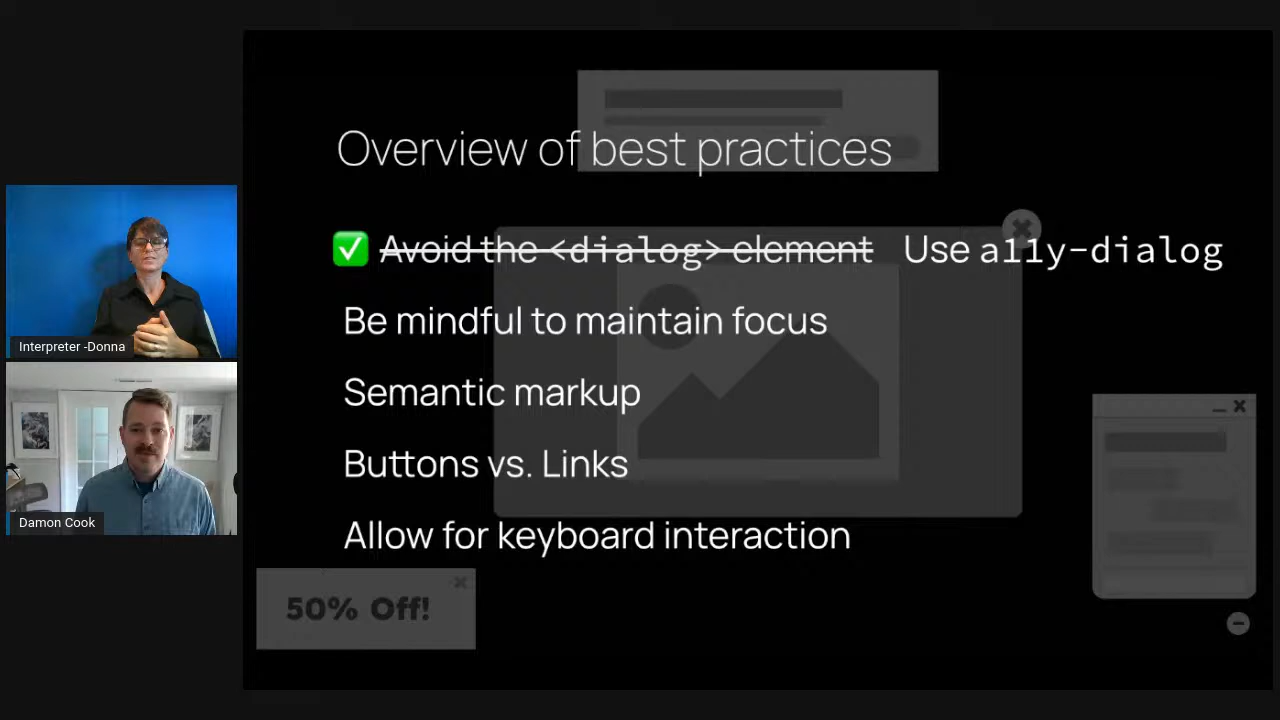 Overview of best practices
✅ Avoid the <dialog> element Use a11y-dialog
Be mindful to maintain focus
Semantic markup
Buttons vs. Links
Allow for keyboard interaction
50% Off!
Interpreter -Donna
Damon Cook